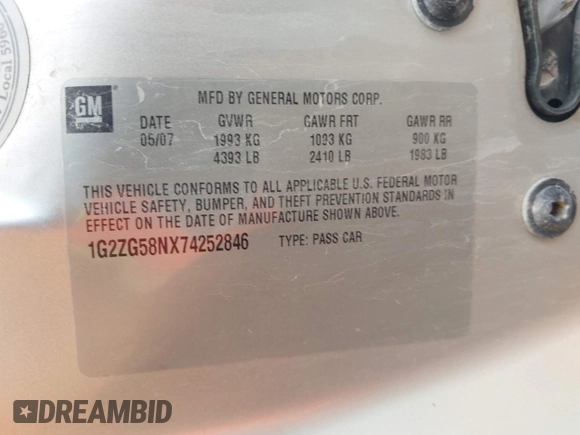 Local 5960
GM
MFD BY GENERAL MOTORS CORP.
DATE GVWR GAWR FRT GAWR RR
05/07 1993 KG 1093 KG 900 KG
4393 LB 2410 LB 1983 LB
THIS VEHICLE CONFORMS TO ALL APPLICABLE U.S. FEDERAL MOTOR
VEHICLE SAFETY, BUMPER, AND THEFT PREVENTION STANDARDS IN
EFFECT ON THE DATE OF MANUFACTURE SHOWN ABOVE.
1G2ZG58NX74252846 TYPE: PASS CAR
DREAMBID